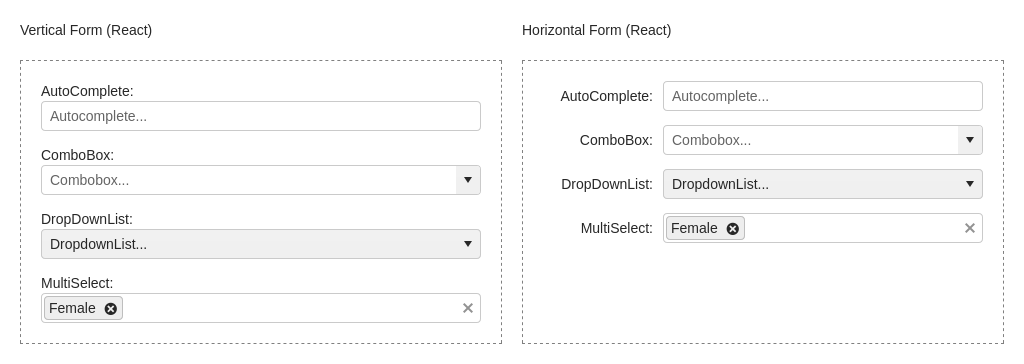 Vertical Form (React)
AutoComplete:
Autocomplete...
ComboBox:
Combobox...
DropDownList:
DropdownList...
MultiSelect:
Female
Horizontal Form (React)
AutoComplete: Autocomplete...
ComboBox: Combobox...
DropDownList: DropdownList...
MultiSelect: Female